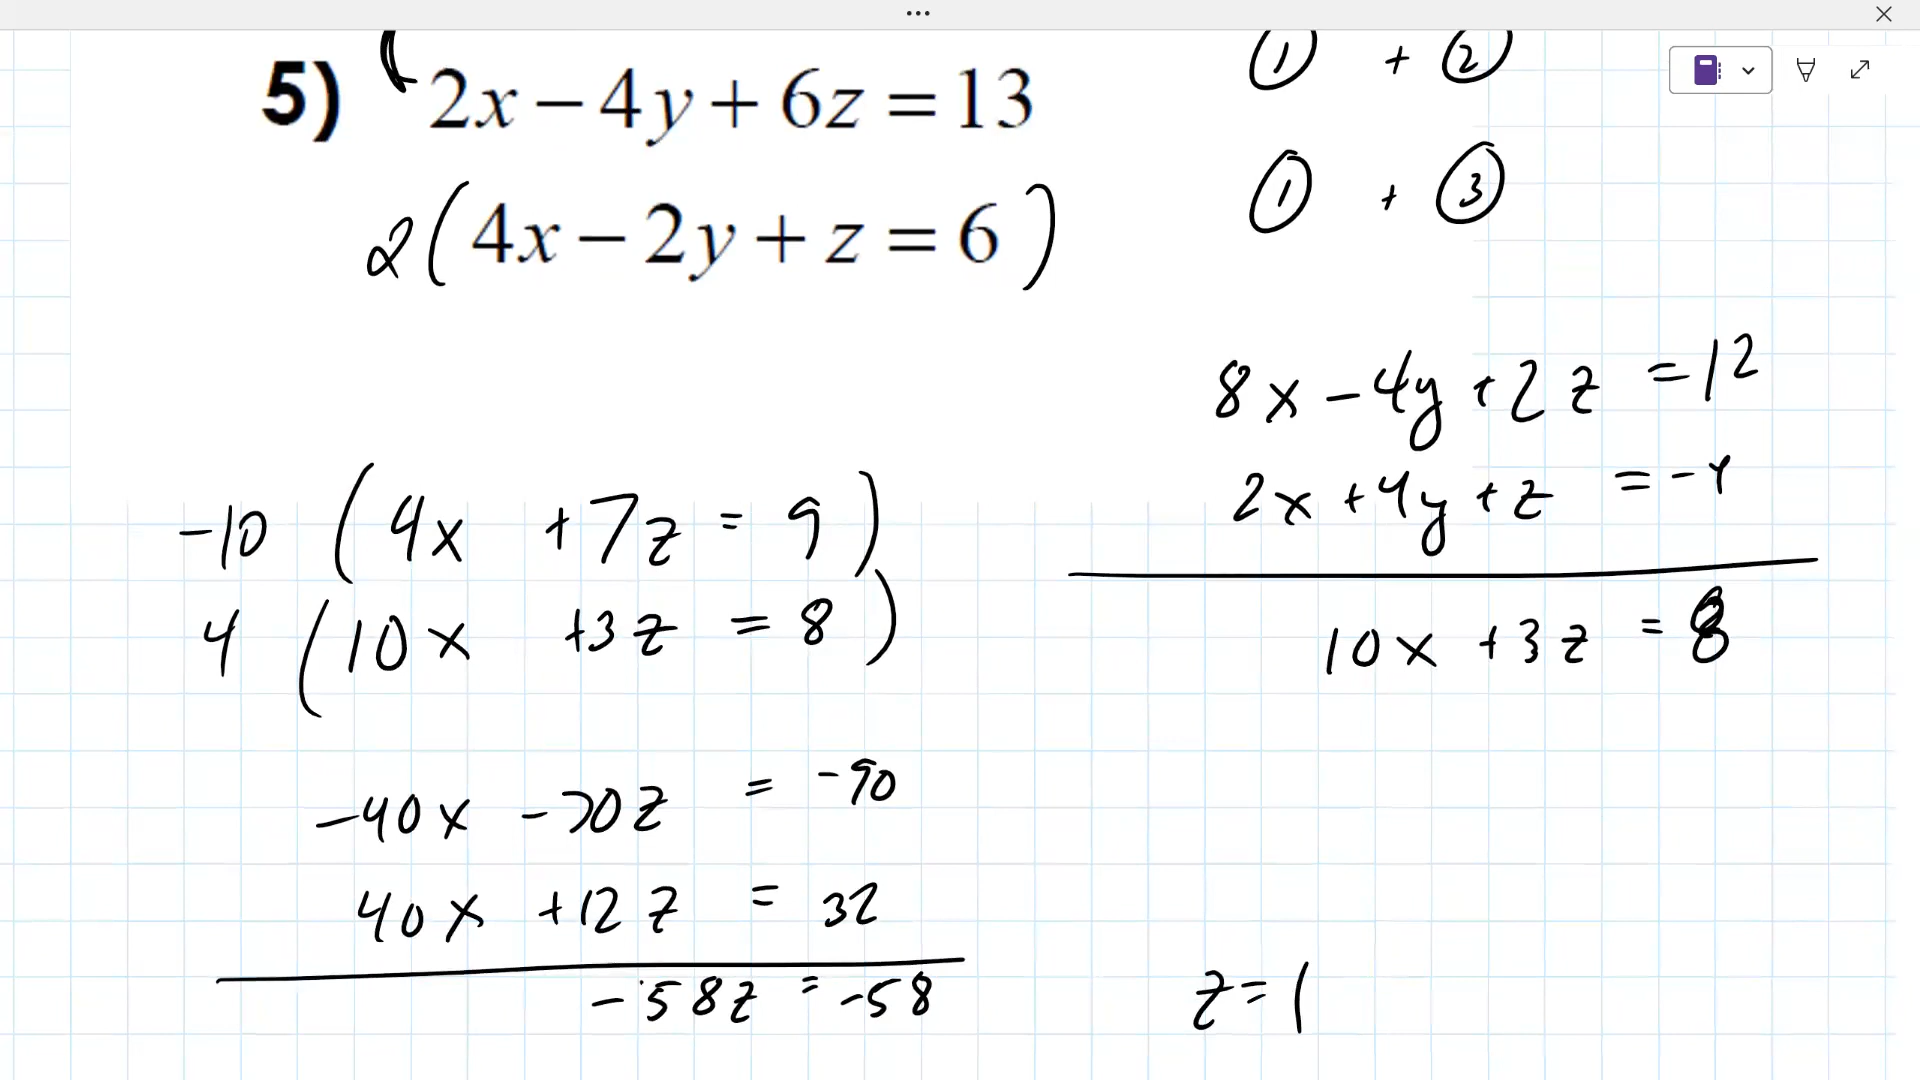 5) 2x − 4y + 6z = 13
① + ②
2(4x − 2y + z = 6)
① + ③
8x − 4y + 2z = 12
2x + 4y + z = -4
10x + 3z = 8
-10 (4x + 7z = 9)
4 (10x + 3z = 8)
-40x - 70z = -90
40x + 12z = 32
-58z = -58
z = 1